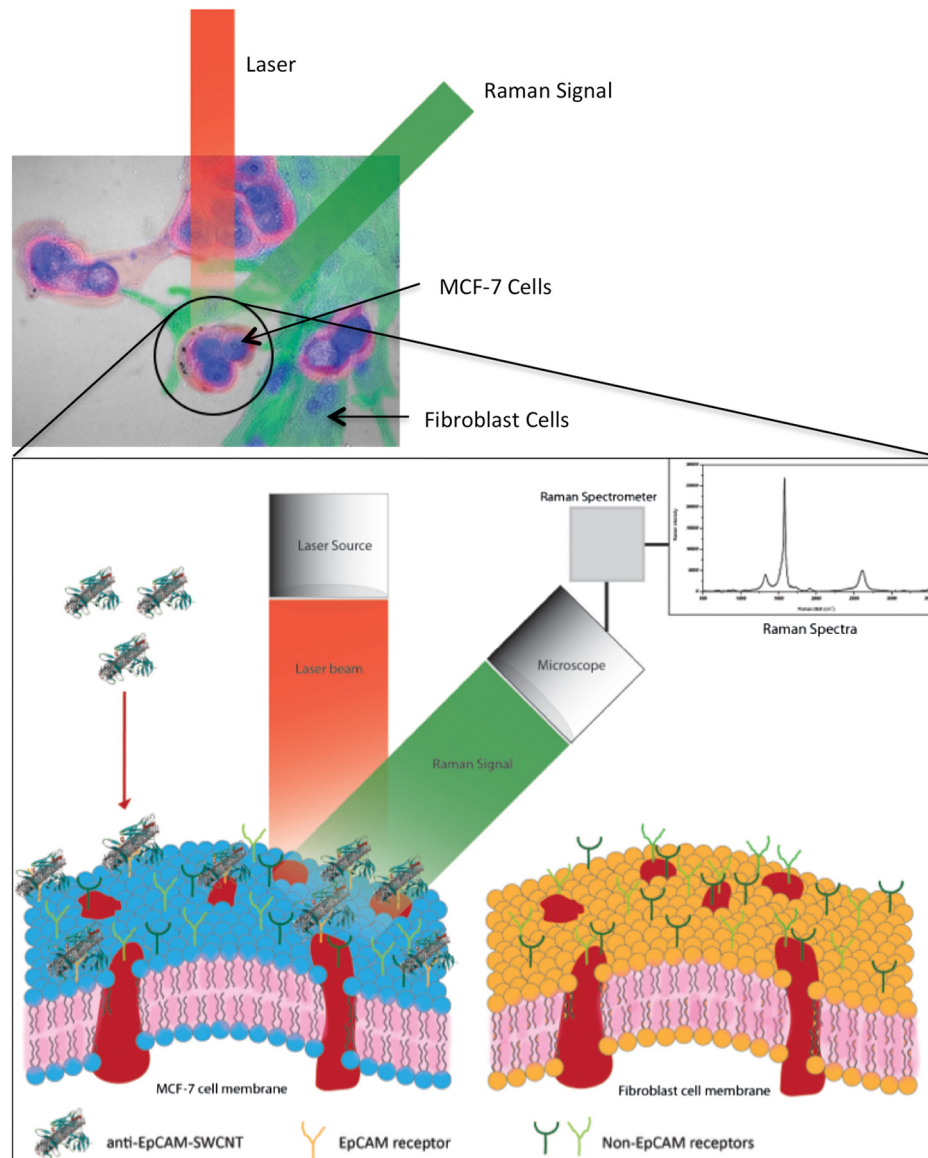 Laser
Raman Signal
MCF-7 Cells
Fibroblast Cells
Raman Spectrometer
Laser Source
Raman Spectra
Microscope
Laser beam
Raman Signal
MCF-7 cell membrane
Fibroblast cell membrane
anti-EpCAM-SWCNT
EpCAM receptor
Non-EpCAM receptors